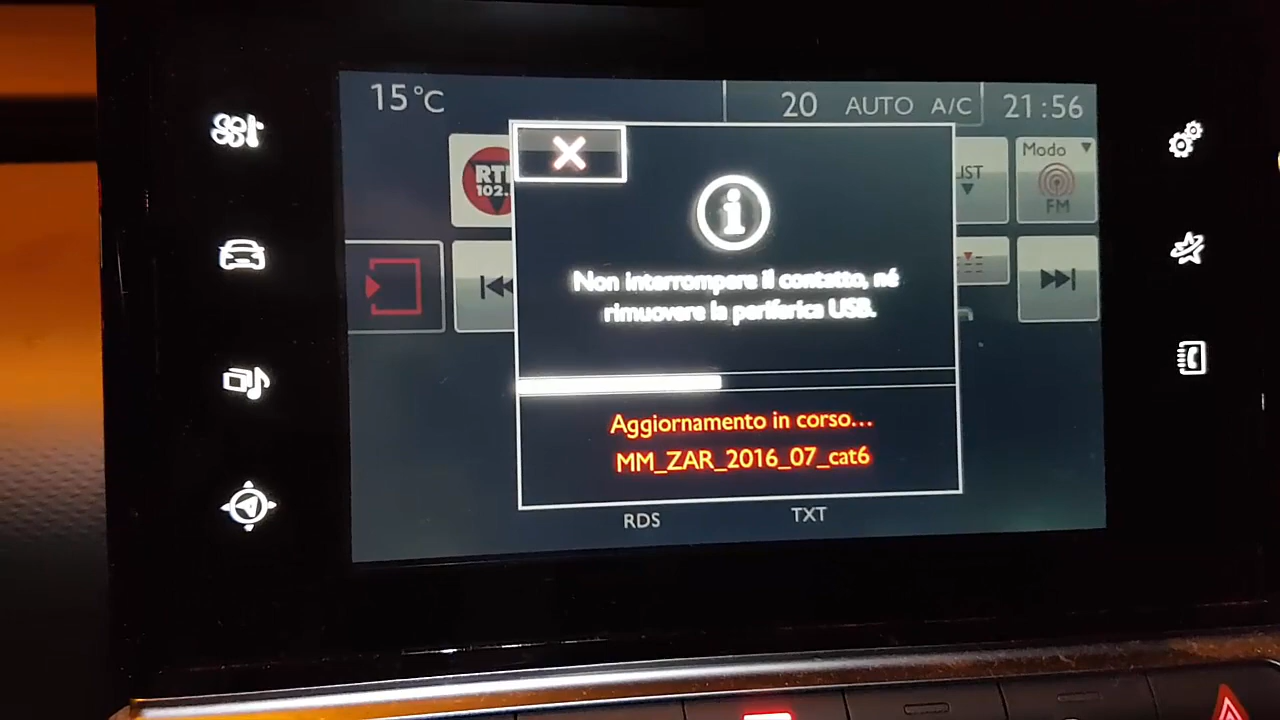 15°C
20 AUTO A/C
21:56
RTL
102.
IST
Modo
FM
Non interrompere il contatto, né
rimuovere la periferica USB.
Aggiornamento in corso...
MM_ZAR_2016_07_cat6
RDS TXT